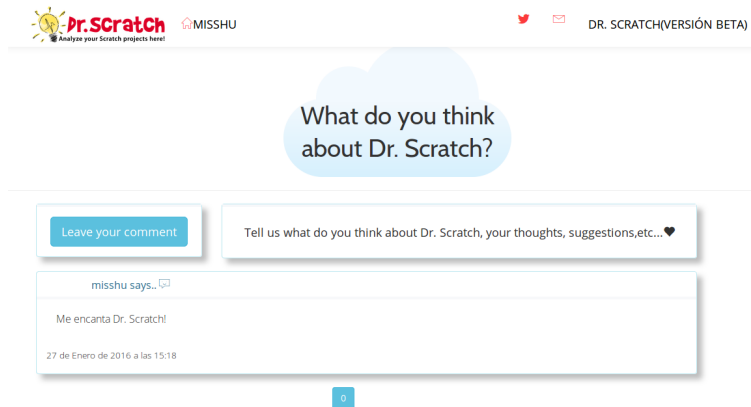 Dr.Scratch
Analyze your Scratch projects here!
MISSHU
DR. SCRATCH(VERSIÓN BETA)
What do you think
about Dr. Scratch?
Leave your comment
Tell us what do you think about Dr. Scratch, your thoughts, suggestions,etc...♥
misshu says..
Me encanta Dr. Scratch!
27 de Enero de 2016 a las 15:18
0